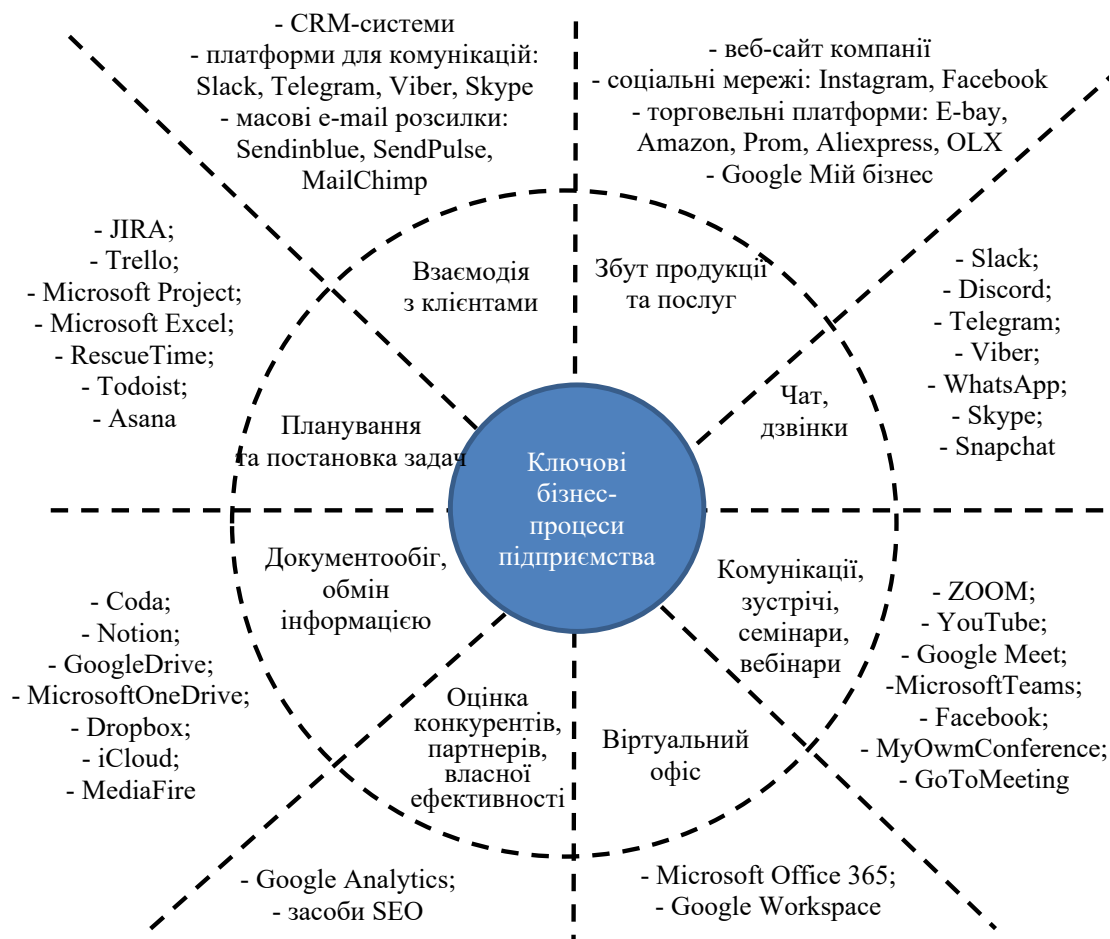 - CRM-системи
- платформи для комунікацій:
Slack, Telegram, Viber, Skype
- масові e-mail розсилки:
Sendinblue, SendPulse,
MailChimp
- веб-сайт компанії
- соціальні мережі: Instagram, Facebook
- торговельні платформи: E-bay,
Amazon, Prom, Aliexpress, OLX
- Google Мій бізнес
- JIRA;
- Trello;
- Microsoft Project;
- Microsoft Excel;
- RescueTime;
- Todoist;
- Asana
Взаємодія
з клієнтами
Збут продукції
та послуг
- Slack;
- Discord;
- Telegram;
- Viber;
- WhatsApp;
- Skype;
- Snapchat
Планування
та постановка задач
Чат,
дзвінки
Ключові
бізнес-
процеси
підприємства
Документообіг,
обмін
інформацією
Комунікації,
зустрічі,
семінари,
вебінари
- Coda;
- Notion;
- GoogleDrive;
- MicrosoftOneDrive;
- Dropbox;
- iCloud;
- MediaFire
Оцінка
конкурентів,
партнерів,
власної
ефективності
Віртуальний
офіс
- ZOOM;
- YouTube;
- Google Meet;
-MicrosoftTeams;
- Facebook;
- MyOwmConference;
- GoToMeeting
- Google Analytics;
- засоби SEO
- Microsoft Office 365;
- Google Workspace